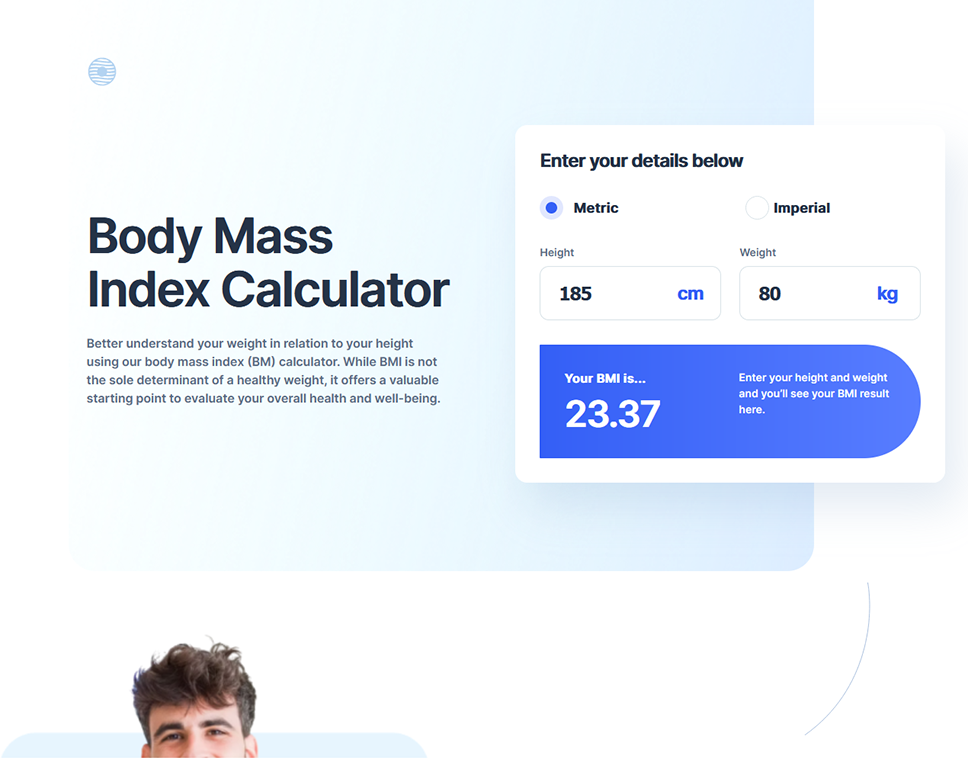 Body Mass
Index Calculator
Better understand your weight in relation to your height
using our body mass index (BM) calculator. While BMI is not
the sole determinant of a healthy weight, it offers a valuable
starting point to evaluate your overall health and well-being.
Enter your details below
Metric
Imperial
Height
Weight
185 cm
80 kg
Your BMI is...
23.37
Enter your height and weight
and you'll see your BMI result
here.